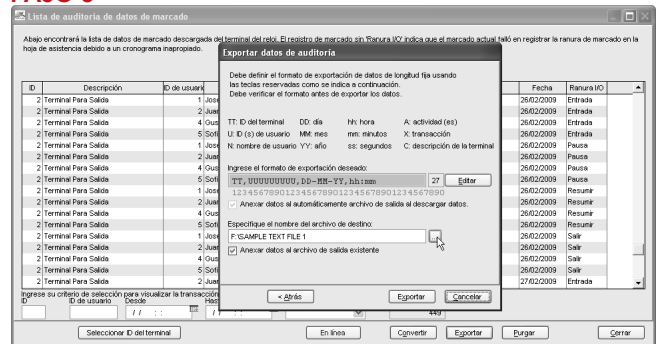 Lista de auditoría de datos de marcado
Abajo encontrará la lista de datos de marcado descargada del terminal del reloj. El registro de marcado sin 'Ranura I/O' indica que el marcado actual falló en registrar la ranura de marcado en la
hoja de asistencia debido a un cronograma inapropiado.
Exportar datos de auditoría
Debe definir el formato de exportación de datos de longitud fija usando
las teclas reservadas como se indica a continuación.
Debe verificar el formato antes de exportar los datos.
TT: ID del terminal DD: día hh: hora A: actividad (es)
U: ID (s) de usuario MM: mes mm: minutos X: transacción
N: nombre de usuario YY: año ss: segundos C: descripción de la terminal
Ingrese el formato de exportación deseado:
TT,UUUUUUUUU,DD-MM-YY,hh:mm 27 Editar
1234567890123456789012345678901234567890
Anexar datos al automáticamente archivo de salida al descargar datos.
Especifique el nombre del archivo de destino:
F:\SAMPLE TEXT FILE 1 ...
Anexar datos al archivo de salida existente
< Atrás Exportar Cancelar
ID Descripción ID de usuari Fecha Ranura I/O
2 Terminal Para Salida 1 José 26/02/2009 Entrada
2 Terminal Para Salida 2 Juar 26/02/2009 Entrada
2 Terminal Para Salida 4 Gus 26/02/2009 Entrada
2 Terminal Para Salida 5 Sofi 26/02/2009 Entrada
2 Terminal Para Salida 1 José 26/02/2009 Pausa
2 Terminal Para Salida 2 Juar 26/02/2009 Pausa
2 Terminal Para Salida 4 Gus 26/02/2009 Pausa
2 Terminal Para Salida 5 Sofi 26/02/2009 Pausa
2 Terminal Para Salida 1 José 26/02/2009 Resumir
2 Terminal Para Salida 2 Juar 26/02/2009 Resumir
2 Terminal Para Salida 4 Gus 26/02/2009 Resumir
2 Terminal Para Salida 5 Sofi 26/02/2009 Resumir
2 Terminal Para Salida 1 José 26/02/2009 Salir
2 Terminal Para Salida 2 Juar 26/02/2009 Salir
2 Terminal Para Salida 4 Gus 26/02/2009 Salir
2 Terminal Para Salida 5 Sofi 26/02/2009 Salir
2 Terminal Para Salida 2 Juar 27/02/2009 Entrada
Ingrese su criterio de selección para visualizar la transacción
ID ID de usuario Desde Has
/ / : : / / 449
Seleccionar ID del terminal En línea Convertir Exportar Purgar Cerrar